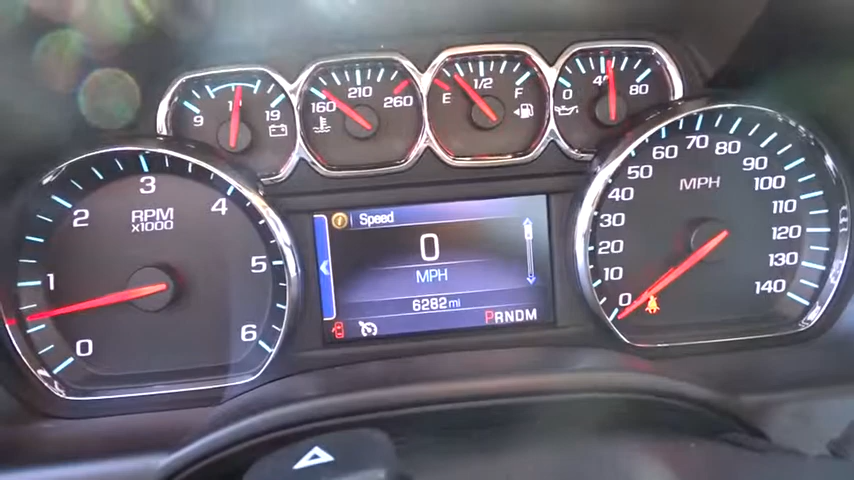 9 19
160 210 260
E 1/2 F
0 40 80
0 1 2 3 4 5 6
RPM
x1000
Speed
0
MPH
6282 mi
PRNDM
MPH
0 10 20 30 40 50 60 70 80 90 100 110 120 130 140